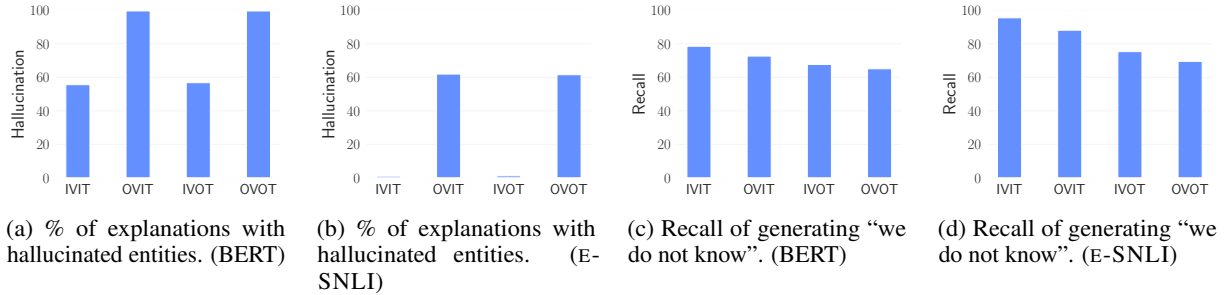 100
80
60
40
20
0
Hallucination
IVIT OVIT IVOT OVOT
(a) % of explanations with
hallucinated entities. (BERT)
100
80
60
40
20
0
Hallucination
IVIT OVIT IVOT OVOT
(b) % of explanations with
hallucinated entities. (E-
SNLI)
100
80
60
40
20
0
Recall
IVIT OVIT IVOT OVOT
(c) Recall of generating “we
do not know”. (BERT)
100
80
60
40
20
0
Recall
IVIT OVIT IVOT OVOT
(d) Recall of generating “we
do not know”. (E-SNLI)